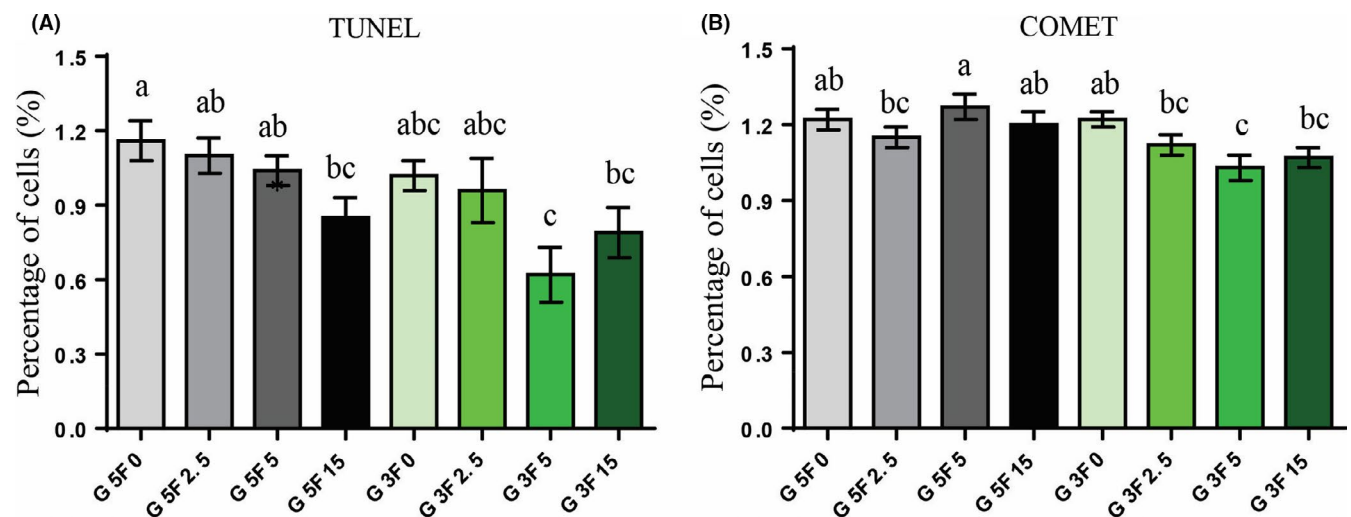 (A)
TUNEL
Percentage of cells (%)
1.5
1.2
0.9
0.6
0.3
0.0
a
ab
ab
bc
abc
abc
c
bc
*
G 5F 0
G 5F 2. 5
G 5F 5
G 5F 15
G 3F 0
G 3F 2. 5
G 3F 5
G 3F 15
(B)
COMET
Percentage of cells (%)
1.5
1.2
0.9
0.6
0.3
0.0
ab
bc
a
ab
ab
bc
c
bc
G 5F 0
G 5F 2. 5
G 5F 5
G 5F 15
G 3F 0
G 3F 2. 5
G 3F 5
G 3F 15